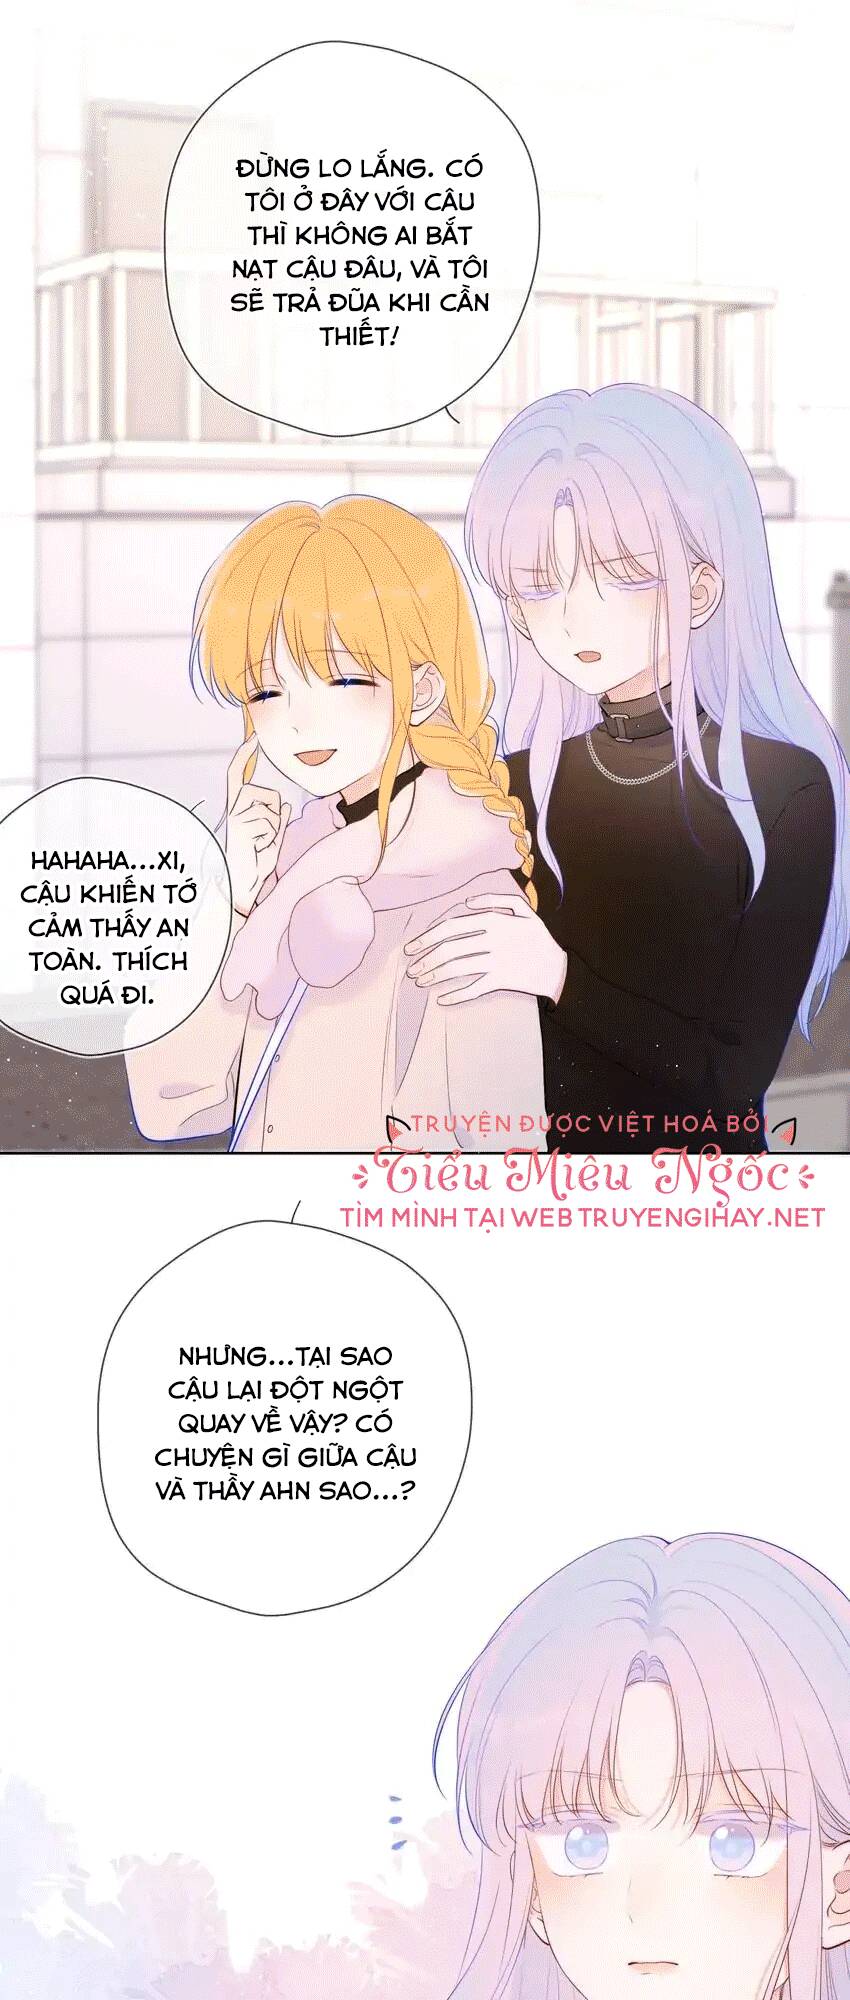 ĐỪNG LO LẮNG. CÓ
TÔI Ở ĐÂY VỚI CÂU
THÌ KHÔNG AI BẮT
NẠT CẬU ĐÂU, VÀ TÔI
SẼ TRẢ ĐŨA KHI CẦN
THIẾT!
HAHAHA...XI,
CẬU KHIẾN TỚ
CẢM THẤY AN
TOÀN. THÍCH
QUÁ ĐI.
TRUYỆN ĐƯỢC VIỆT HOÁ BỞI
Tiểu Miêu Ngốc
TÌM MÌNH TẠI WEB TRUYENGIHAY.NET
NHƯNG...TẠI SAO
CẬU LẠI ĐỘT NGỘT
QUAY VỀ VẬY? CÓ
CHUYỆN GÌ GIỮA CẬU
VÀ THẦY AHN SAO...?